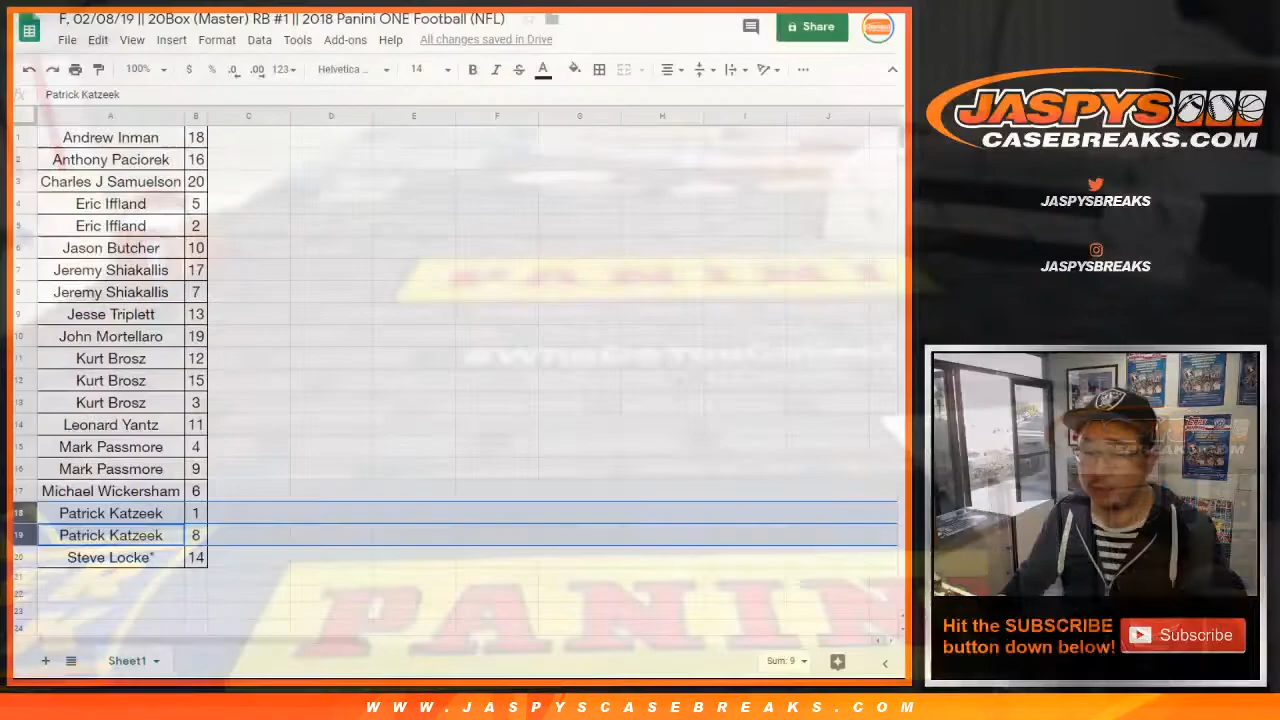 F, 02/08/19 || 20Box (Master) RB #1 || 2018 Panini ONE Football (NFL)
File Edit View Insert Format Data Tools Add-ons Help All changes saved in Drive
Share
100% $ % .0 .00 123 Helvetica ... 14 B I S A
fx Patrick Katzeek
A B C D E F G H I J
1 Andrew Inman 18
2 Anthony Paciorek 16
3 Charles J Samuelson 20
4 Eric Iffland 5
5 Eric Iffland 2
6 Jason Butcher 10
7 Jeremy Shiakallis 17
8 Jeremy Shiakallis 7
9 Jesse Triplett 13
10 John Mortellaro 19
11 Kurt Brosz 12
12 Kurt Brosz 15
13 Kurt Brosz 3
14 Leonard Yantz 11
15 Mark Passmore 4
16 Mark Passmore 9
17 Michael Wickersham 6
18 Patrick Katzeek 1
19 Patrick Katzeek 8
20 Steve Locke* 14
21
22
23
24
PANINI
PANIN
Sheet1
Sum: 9
JASPYS
CASEBREAKS.COM
JASPYSBREAKS
JASPYSBREAKS
Hit the SUBSCRIBE
button down below!
Subscribe
WWW.JASPYSCASEBREAKS.COM